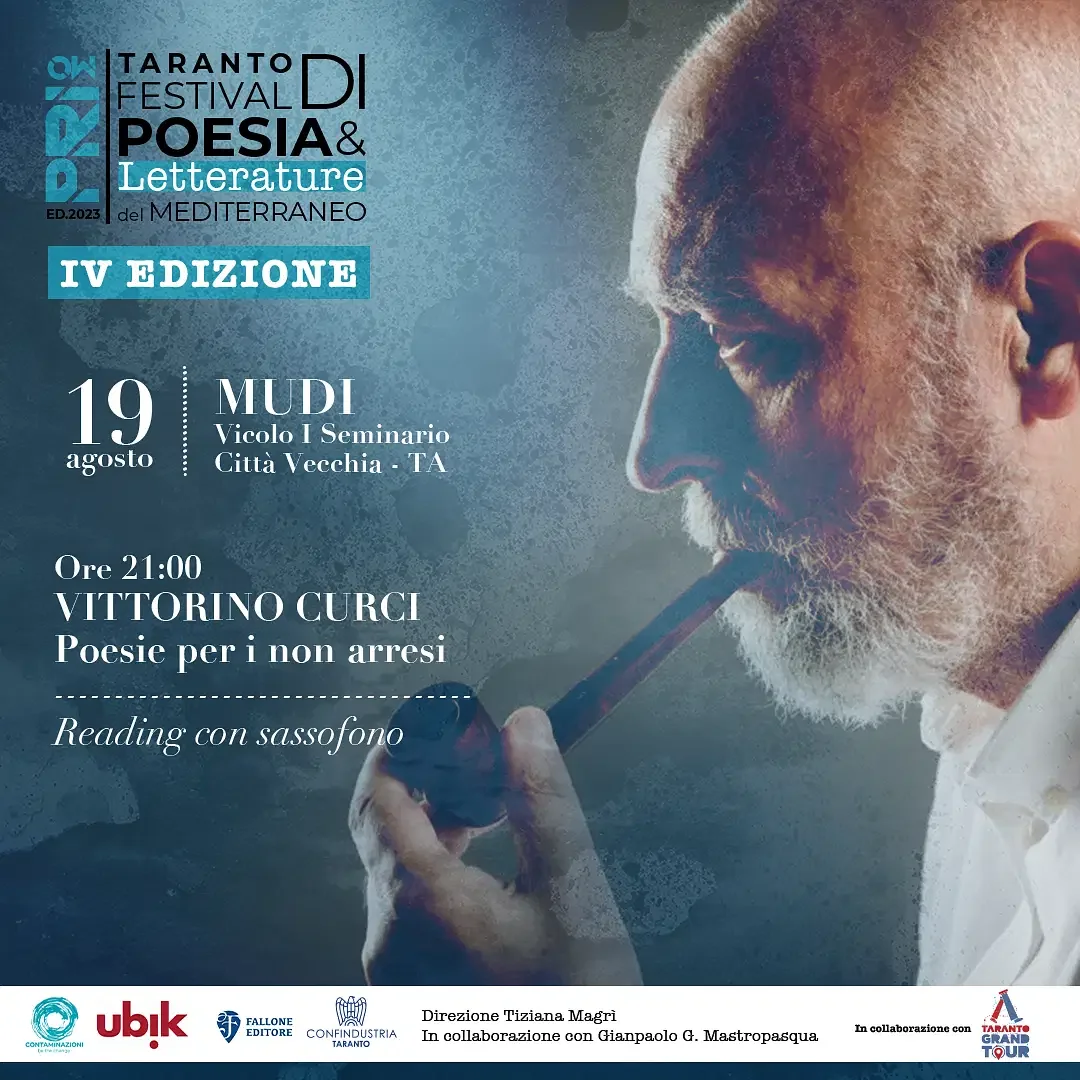 PRIMO
ED.2023
TARANTO
FESTIVAL DI
POESIA &
Letterature
del MEDITERRANEO
IV EDIZIONE
19
agosto
MUDI
Vicolo I Seminario
Città Vecchia - TA
Ore 21:00
VITTORINO CURCI
Poesie per i non arresi
Reading con sassofono
CONTAMINAZIONI
ubik
FALLONE
EDITORE
CONFINDUSTRIA
TARANTO
Direzione Tiziana Magrì
In collaborazione con Gianpaolo G. Mastropasqua
In collaborazione con
TARANTO
GRAND
TOUR